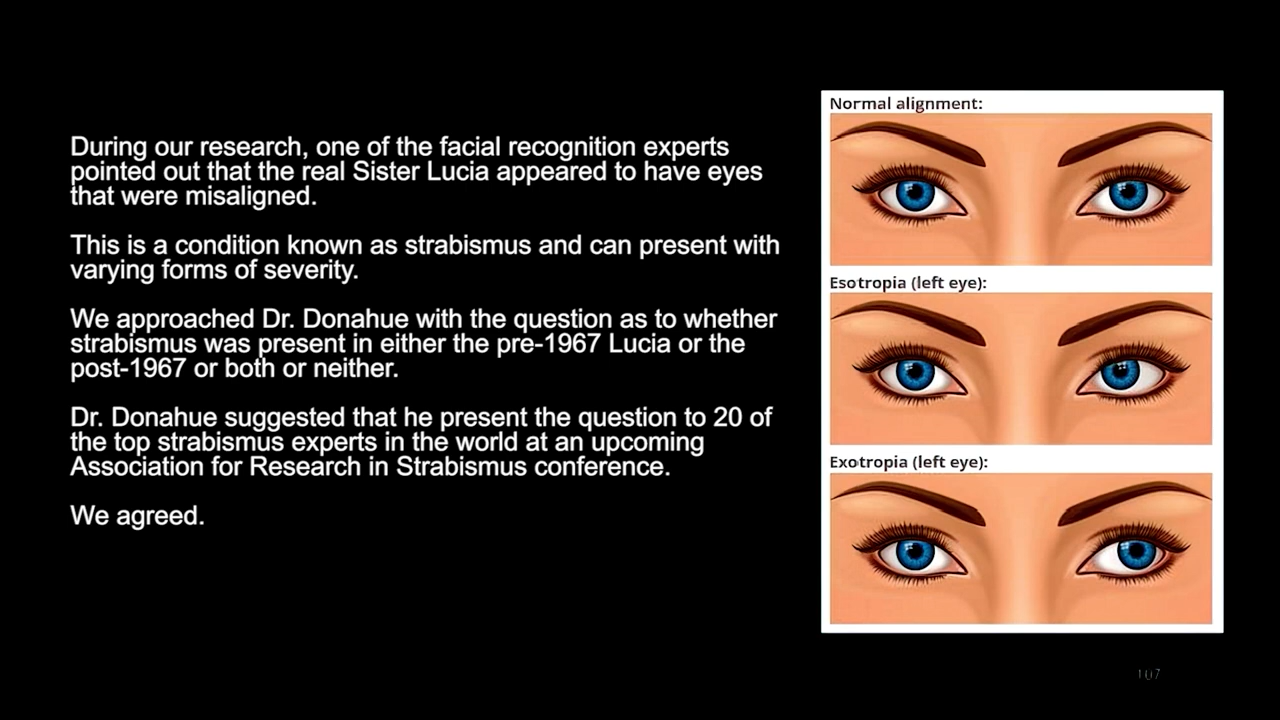 During our research, one of the facial recognition experts
pointed out that the real Sister Lucia appeared to have eyes
that were misaligned.
This is a condition known as strabismus and can present with
varying forms of severity.
We approached Dr. Donahue with the question as to whether
strabismus was present in either the pre-1967 Lucia or the
post-1967 or both or neither.
Dr. Donahue suggested that he present the question to 20 of
the top strabismus experts in the world at an upcoming
Association for Research in Strabismus conference.
We agreed.
Normal alignment:
Esotropia (left eye):
Exotropia (left eye):
107